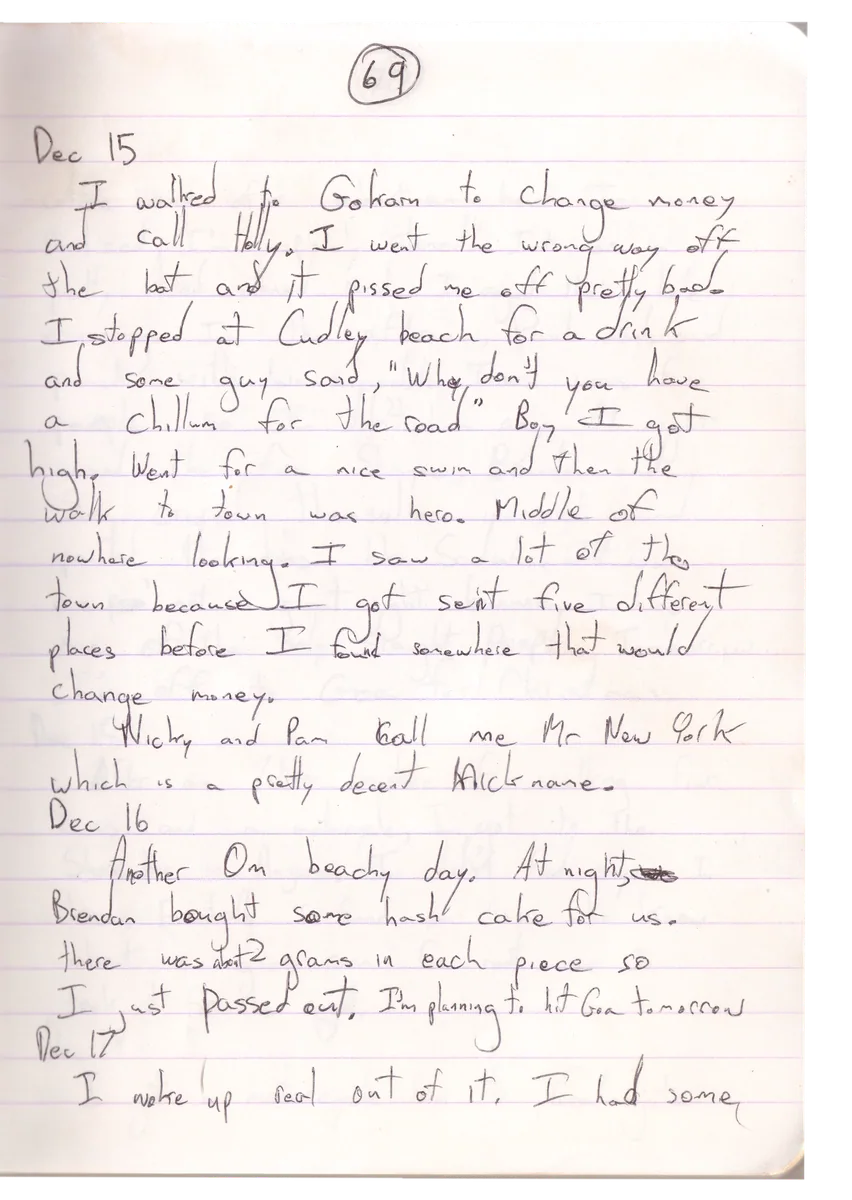 69
Dec 15
I walked to Gokarn to change money
and call Holly. I went the wrong way off
the bat and it pissed me off pretty bad.
I stopped at Cudley beach for a drink
and some guy said, "Why don't you have
a chillum for the road" Boy I got
high. Went for a nice swim and then the
walk to town was hero. Middle of
nowhere looking. I saw a lot of the
town because I got sent five different
places before I found somewhere that would
change money.
Nicky and Pam call me Mr New York
which is a pretty decent Nickname.
Dec 16
Another Om beachy day. At night,
Brendan bought some hash cake for us.
there was about 2 grams in each piece so
I just passed out. I'm planning to hit Goa tomorrow
Dec 17
I woke up real out of it. I had some